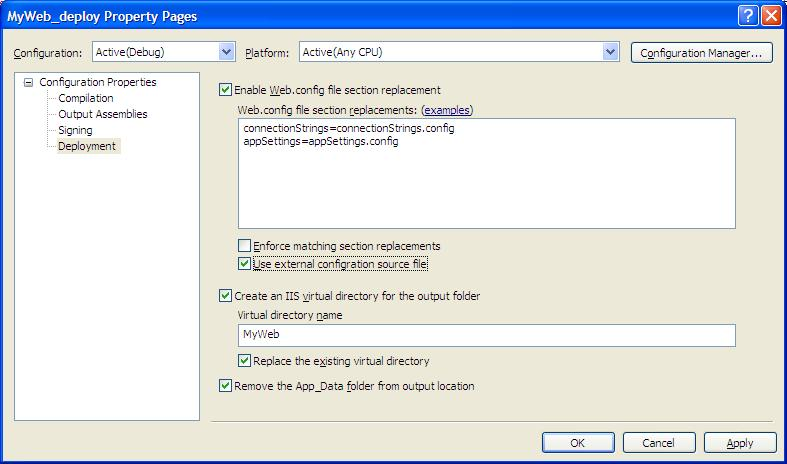 MyWeb_deploy Property Pages
Configuration: Active(Debug) Platform: Active(Any CPU) Configuration Manager...
Configuration Properties
Compilation
Output Assemblies
Signing
Deployment
Enable Web.config file section replacement
Web.config file section replacements: (examples)
connectionStrings=connectionStrings.config
appSettings=appSettings.config
Enforce matching section replacements
Use external configration source file
Create an IIS virtual directory for the output folder
Virtual directory name
MyWeb
Replace the existing virtual directory
Remove the App_Data folder from output location
OK Cancel Apply